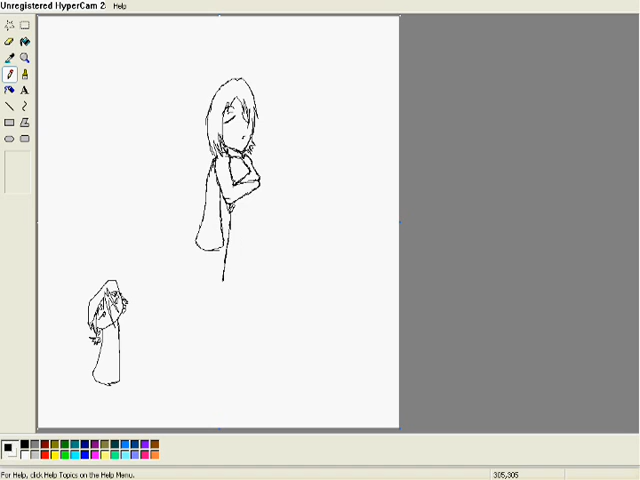 Unregistered HyperCam 2
Help
A
For Help, click Help Topics on the Help Menu.
305,305